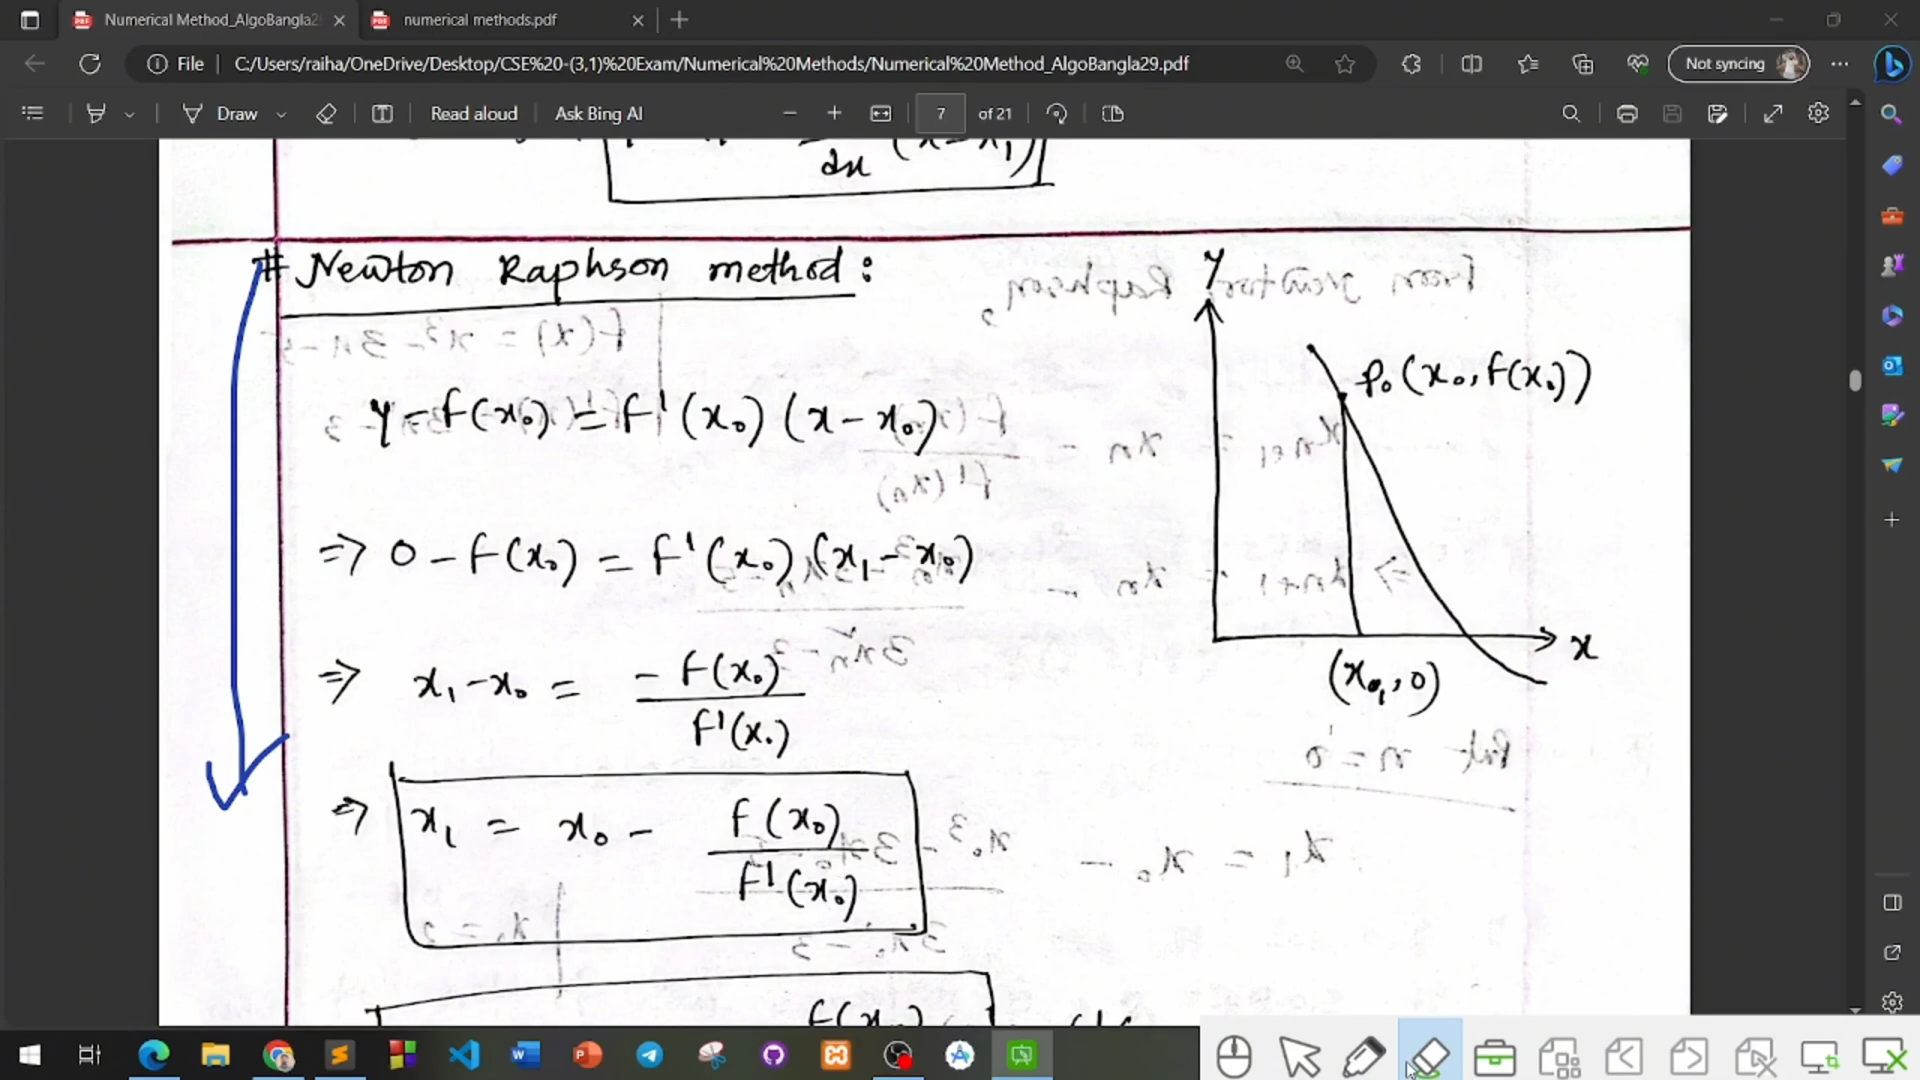 Numerical Method_AlgoBangla2
numerical methods.pdf
File
C:/Users/raiha/OneDrive/Desktop/CSE%20-(3,1)%20Exam/Numerical%20Methods/Numerical%20Method_AlgoBangla29.pdf
Not syncing
Draw
Read aloud
Ask Bing AI
7 of 21
dx (x-x₁)
# Newton Raphson method:
y - f(x₀) = f'(x₀) (x - x₀)
=> 0 - f(x₀) = f'(x₀) (x₁ - x₀)
=> x₁ - x₀ = - f(x₀) / f'(x₀)
=> x₁ = x₀ - f(x₀) / f'(x₀)
Y
P₀ (x₀, f(x₀))
x
(x₀, 0)